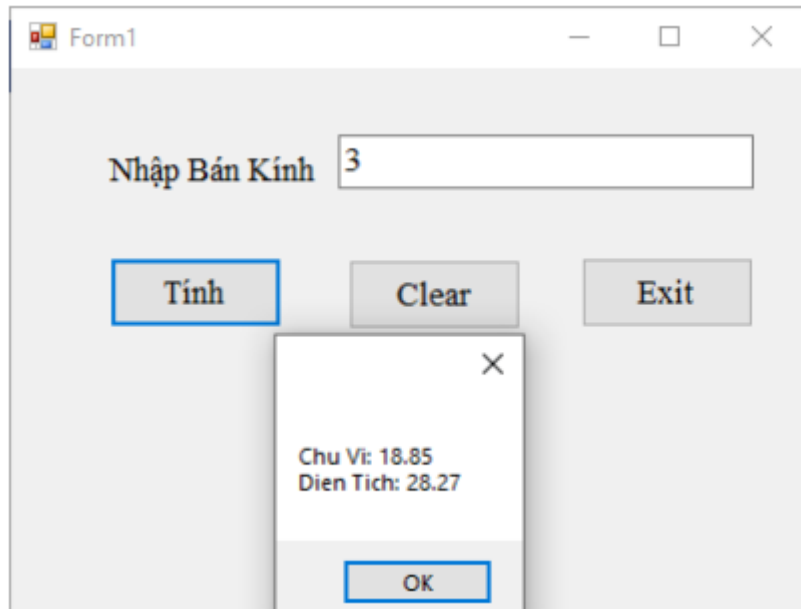 Form1
Nhập Bán Kính 3
Tính Clear Exit
Chu Vi: 18.85
Dien Tich: 28.27
OK